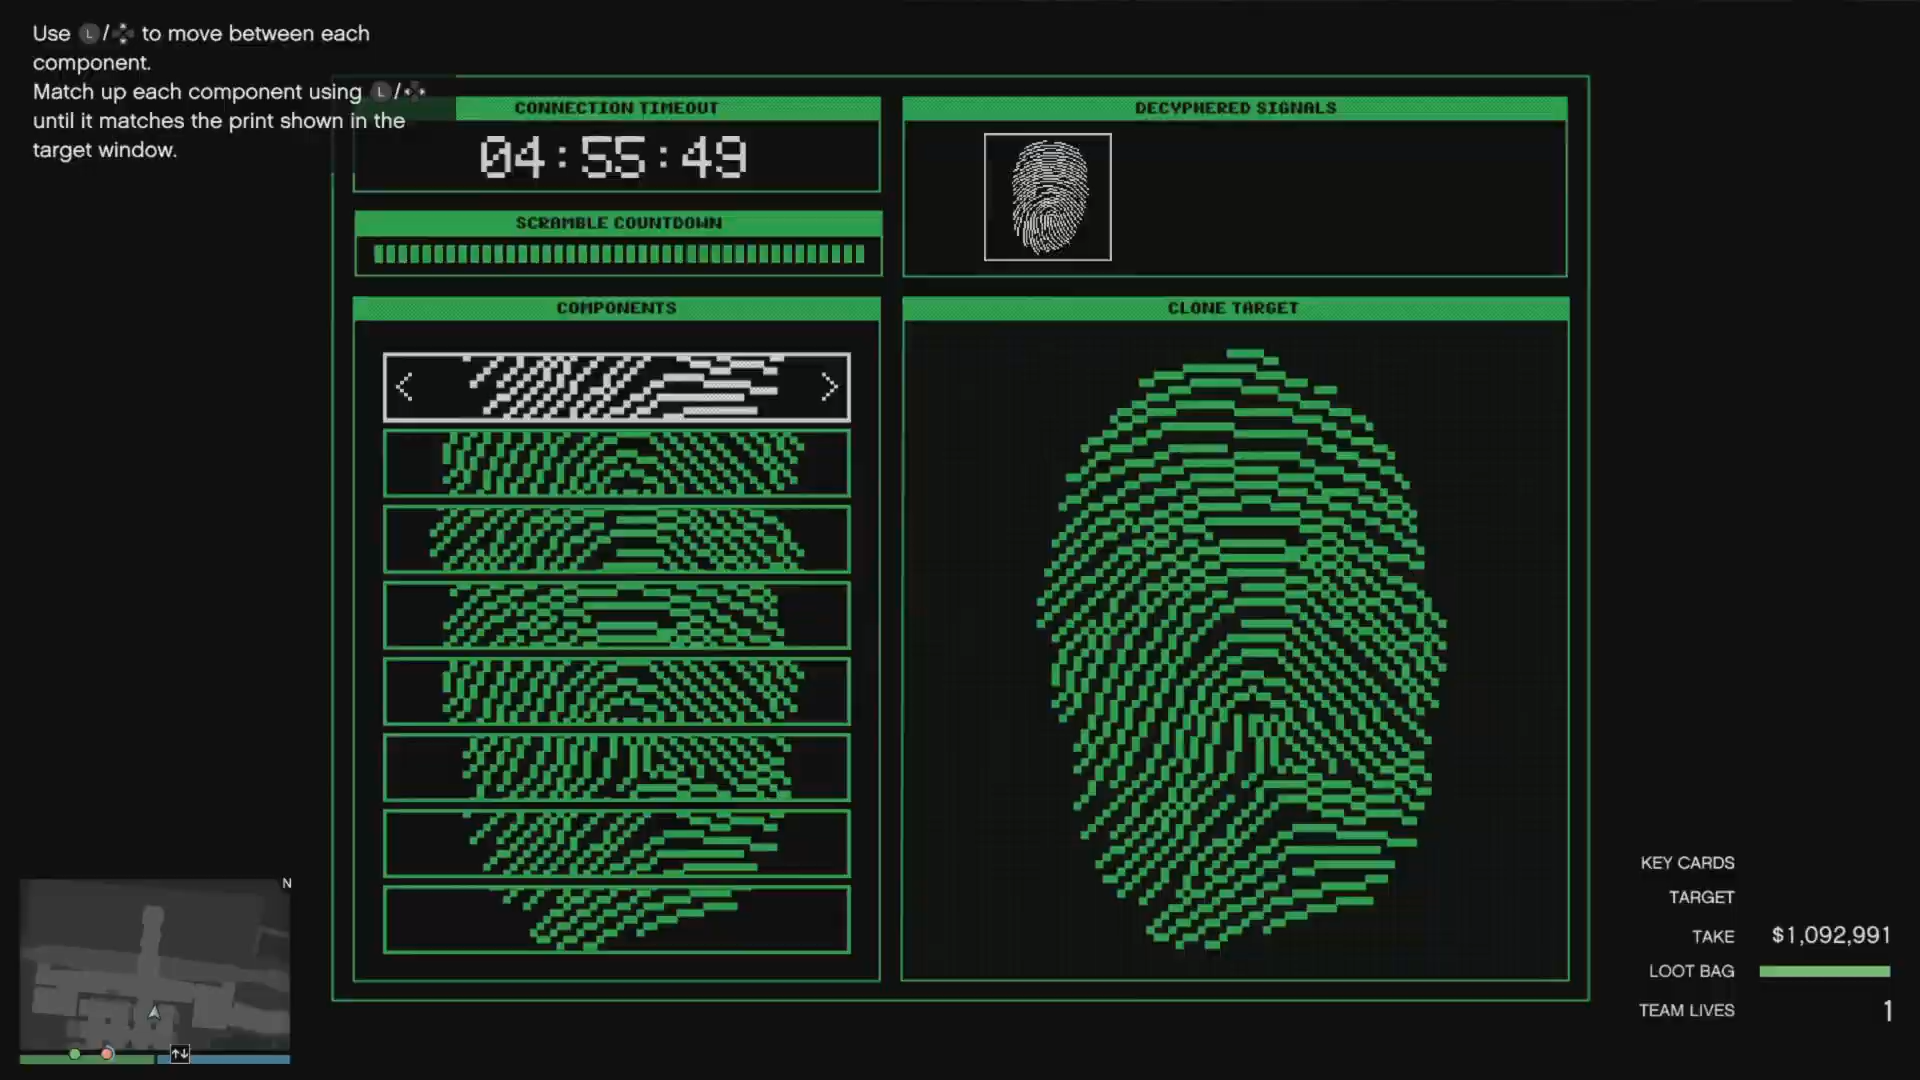 Use L/ to move between each
component.
Match up each component using L/
until it matches the print shown in the
target window.
CONNECTION TIMEOUT
04:55:49
SCRAMBLE COUNTDOWN
COMPONENTS
DECYPHERED SIGNALS
CLONE TARGET
N
KEY CARDS
TARGET
TAKE $1,092,991
LOOT BAG
TEAM LIVES 1